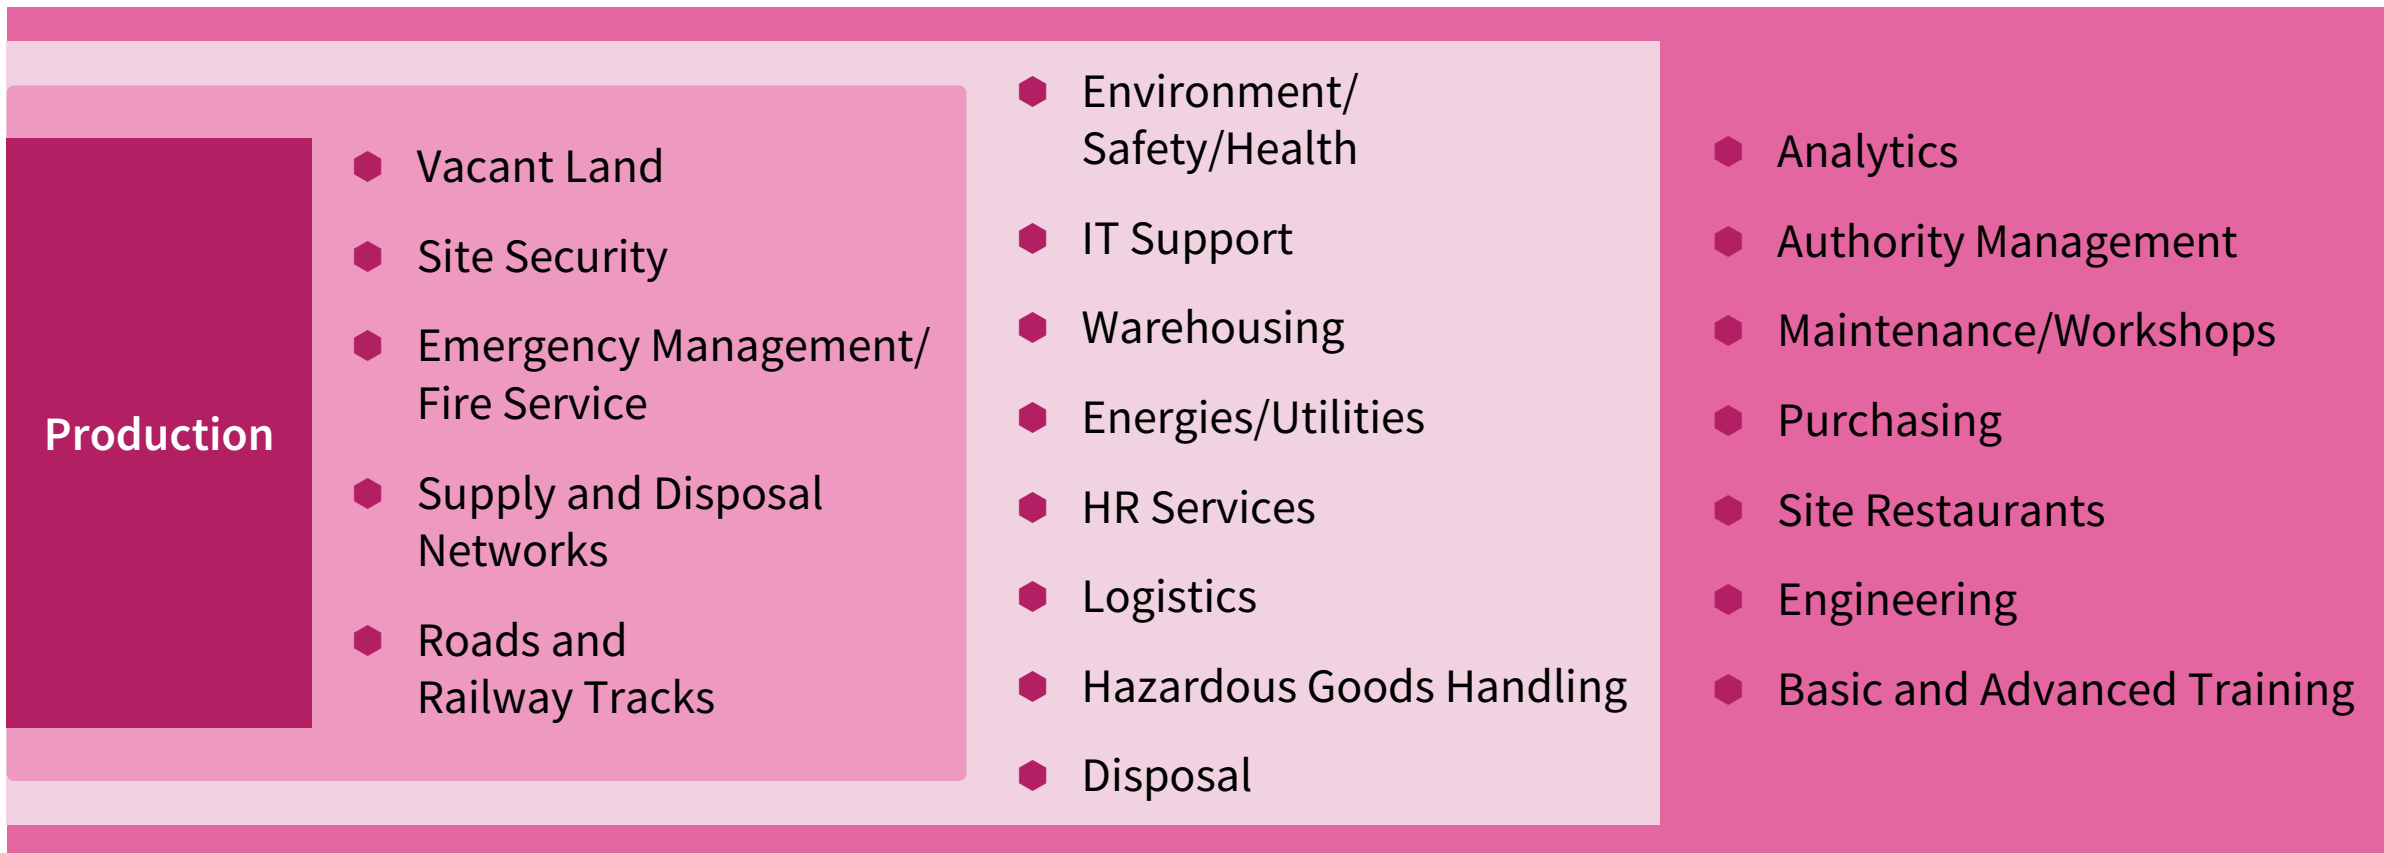 Production
Vacant Land
Site Security
Emergency Management/
Fire Service
Supply and Disposal
Networks
Roads and
Railway Tracks
Environment/
Safety/Health
IT Support
Warehousing
Energies/Utilities
HR Services
Logistics
Hazardous Goods Handling
Disposal
Analytics
Authority Management
Maintenance/Workshops
Purchasing
Site Restaurants
Engineering
Basic and Advanced Training